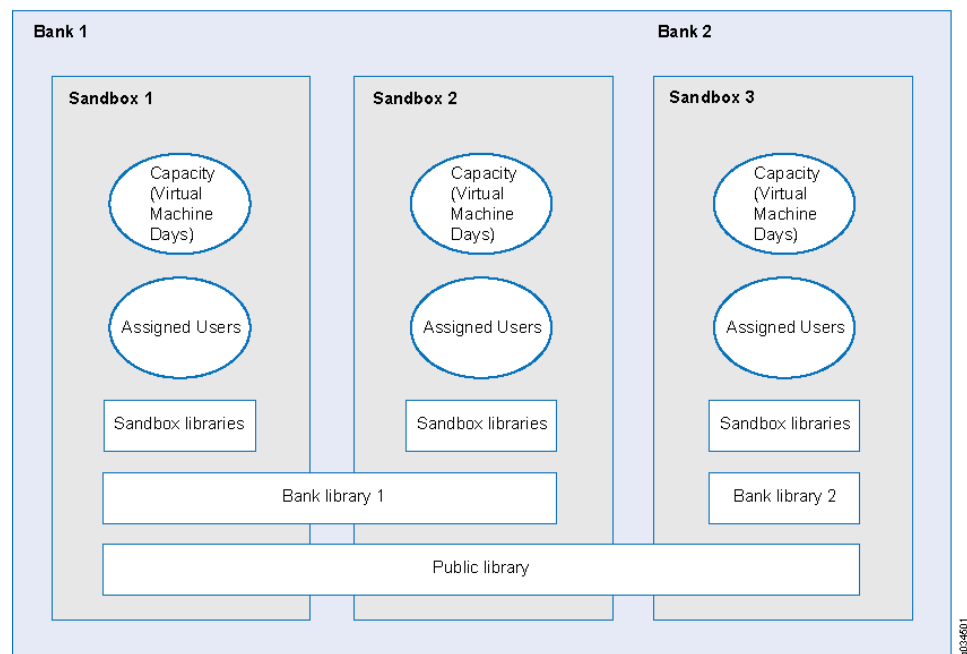 Bank 1
Bank 2
Sandbox 1
Sandbox 2
Sandbox 3
Capacity
(Virtual
Machine
Days)
Capacity
(Virtual
Machine
Days)
Capacity
(Virtual
Machine
Days)
Assigned Users
Assigned Users
Assigned Users
Sandbox libraries
Sandbox libraries
Sandbox libraries
Bank library 1
Bank library 2
Public library